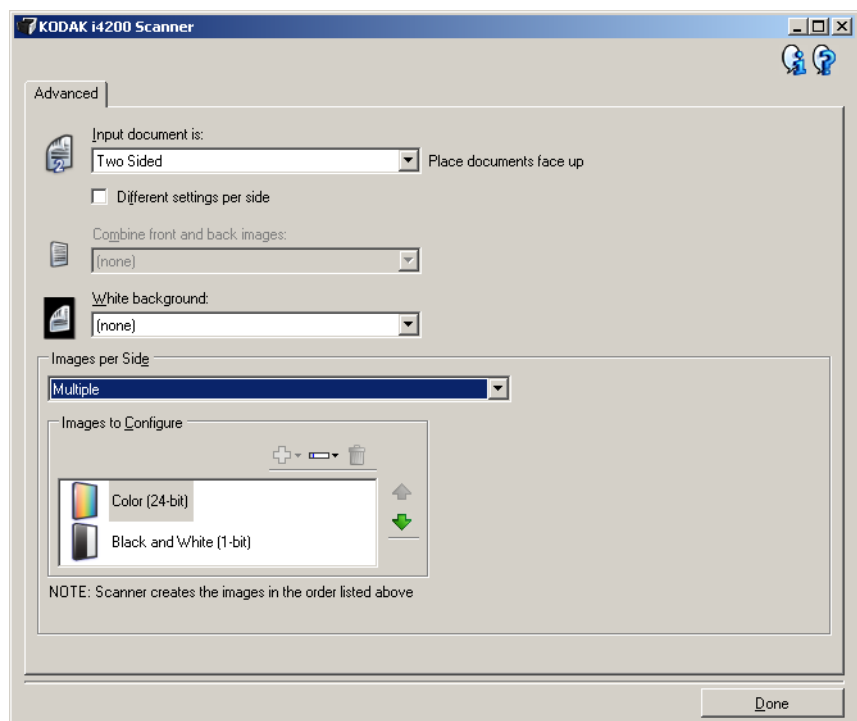 KODAK i4200 Scanner
Advanced
Input document is:
Two Sided
Place documents face up
Different settings per side
Combine front and back images:
(none)
White background:
(none)
Images per Side
Multiple
Images to Configure
Color (24-bit)
Black and White (1-bit)
NOTE: Scanner creates the images in the order listed above
Done